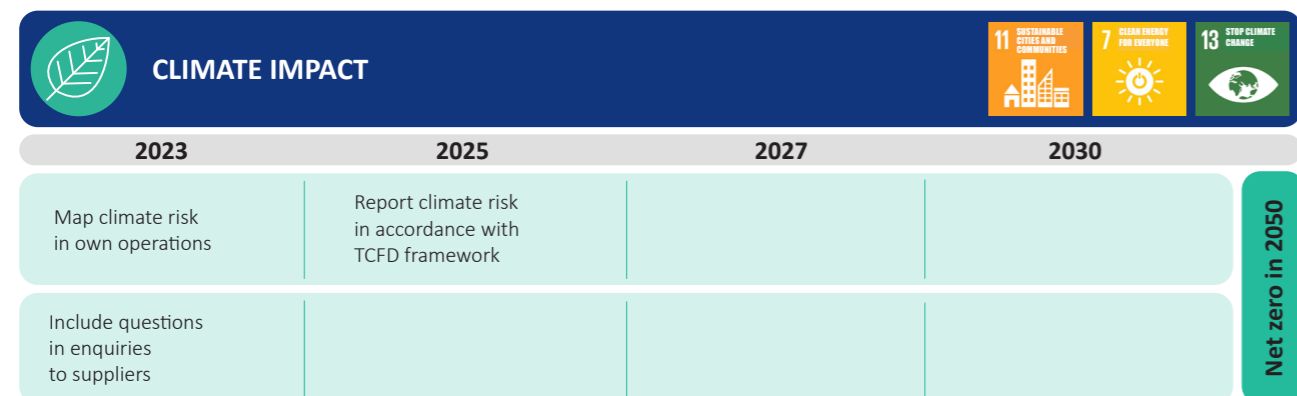 CLIMATE IMPACT
11 SUSTAINABLE
CITIES AND
COMMUNITIES
7 CLEAN ENERGY
FOR EVERYONE
13 STOP CLIMATE
CHANGE
2023
2025
2027
2030
Map climate risk
in own operations
Report climate risk
in accordance with
TCFD framework
Include questions
in enquiries
to suppliers
Net zero in 2050